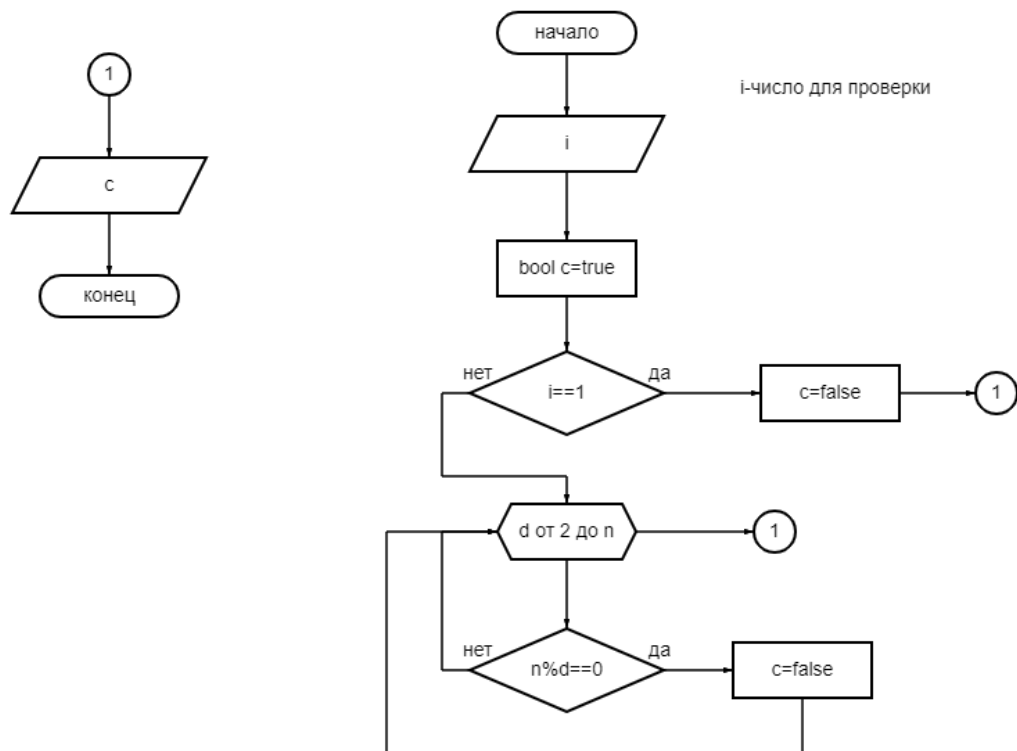 начало
1
i-число для проверки
i
c
bool c=true
конец
нет
да
i==1
c=false
1
d от 2 до n
1
нет
да
n%d==0
c=false